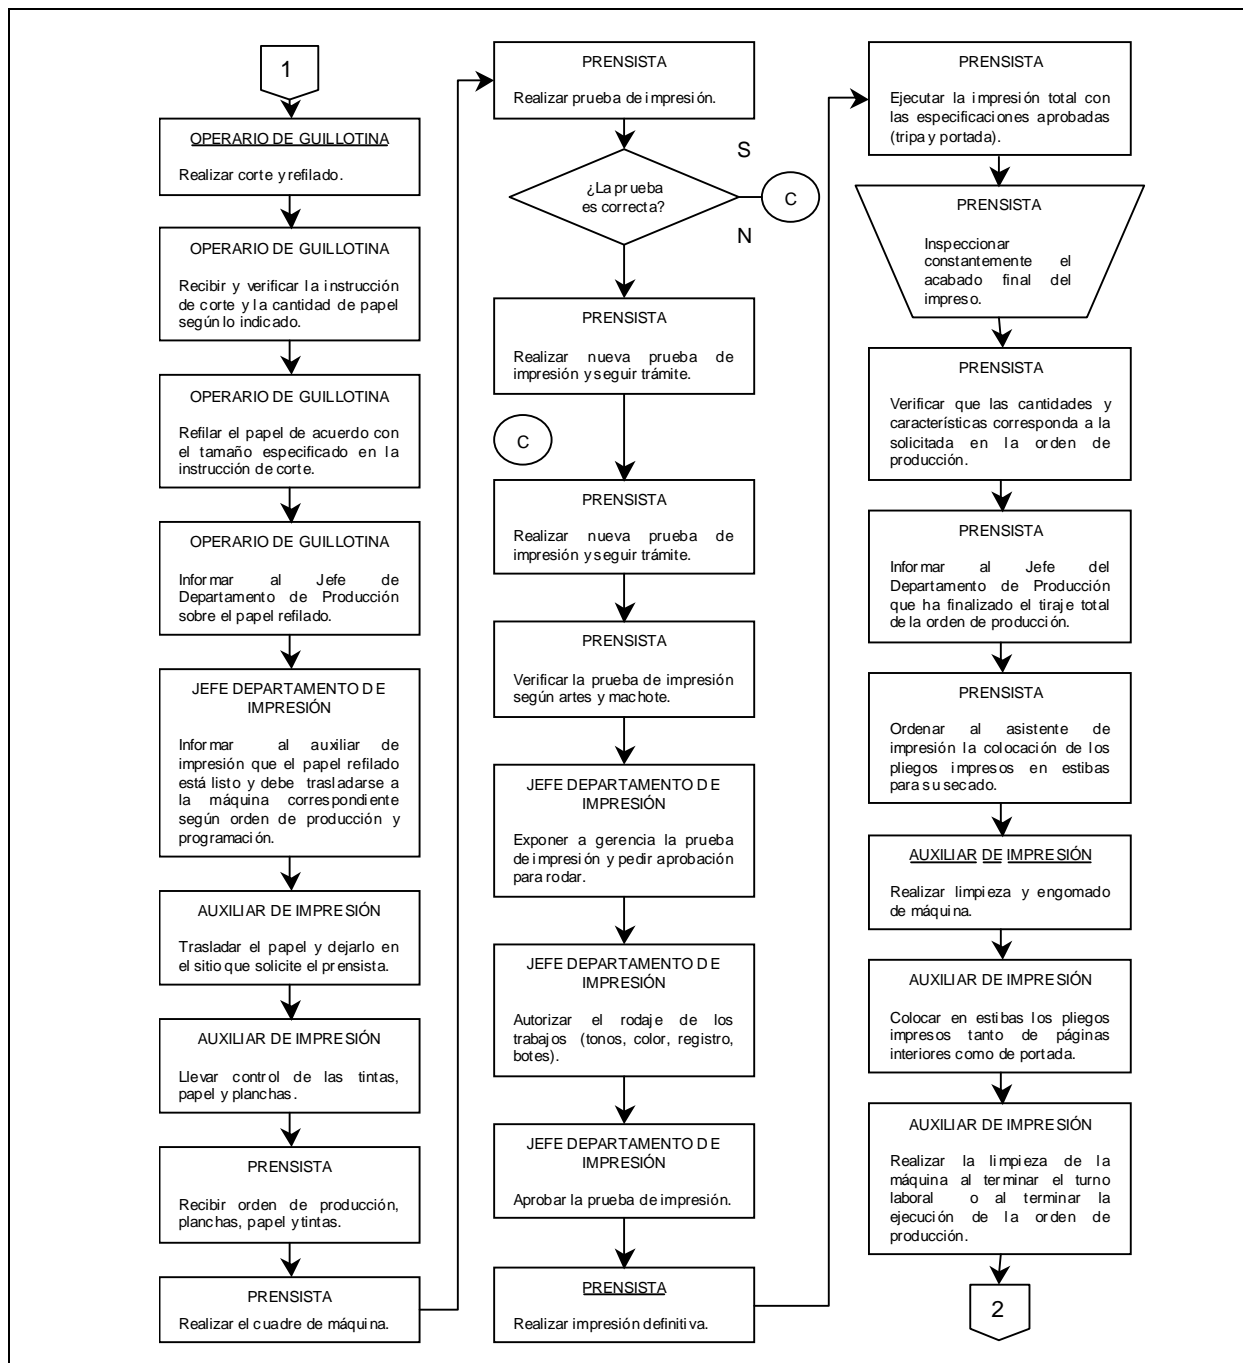 1
OPERARIO DE GUILLOTINA
Realizar corte y refilado.
OPERARIO DE GUILLOTINA
Recibir y verificar la instrucción
de corte y la cantidad de papel
según lo indicado.
OPERARIO DE GUILLOTINA
Refilar el papel de acuerdo con
el tamaño especificado en la
instrucción de corte.
OPERARIO DE GUILLOTINA
Informar al Jefe de
Departamento de Producción
sobre el papel refilado.
JEFE DEPARTAMENTO DE
IMPRESIÓN
Informar al auxiliar de
impresión que el papel refilado
está listo y debe trasladarse a
la máquina correspondiente
según orden de producción y
programación.
AUXILIAR DE IMPRESIÓN
Trasladar el papel y dejarlo en
el sitio que solicite el prensista.
AUXILIAR DE IMPRESIÓN
Llevar control de las tintas,
papel y planchas.
PRENSISTA
Recibir orden de producción,
planchas, papel y tintas.
PRENSISTA
Realizar el cuadre de máquina.
PRENSISTA
Realizar prueba de impresión.
S
¿La prueba
es correcta?
C
N
PRENSISTA
Realizar nueva prueba de
impresión y seguir trámite.
C
PRENSISTA
Realizar nueva prueba de
impresión y seguir trámite.
PRENSISTA
Verificar la prueba de impresión
según artes y machote.
JEFE DEPARTAMENTO DE
IMPRESIÓN
Exponer a gerencia la prueba
de impresión y pedir aprobación
para rodar.
JEFE DEPARTAMENTO DE
IMPRESIÓN
Autorizar el rodaje de los
trabajos (tonos, color, registro,
botes).
JEFE DEPARTAMENTO DE
IMPRESIÓN
Aprobar la prueba de impresión.
PRENSISTA
Realizar impresión definitiva.
PRENSISTA
Ejecutar la impresión total con
las especificaciones aprobadas
(tripa y portada).
PRENSISTA
Inspeccionar
constantemente el
acabado final del
impreso.
PRENSISTA
Verificar que las cantidades y
características corresponda a la
solicitada en la orden de
producción.
PRENSISTA
Informar al Jefe del
Departamento de Producción
que ha finalizado el tiraje total
de la orden de producción.
PRENSISTA
Ordenar al asistente de
impresión la colocación de los
pliegos impresos en estibas
para su secado.
AUXILIAR DE IMPRESIÓN
Realizar limpieza y engomado
de máquina.
AUXILIAR DE IMPRESIÓN
Colocar en estibas los pliegos
impresos tanto de páginas
interiores como de portada.
AUXILIAR DE IMPRESIÓN
Realizar la limpieza de la
máquina al terminar el turno
laboral o al terminar la
ejecución de la orden de
producción.
2